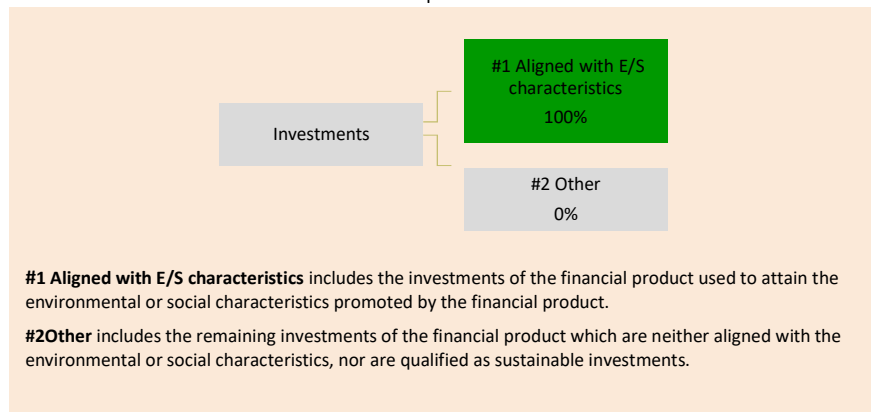 #1 Aligned with E/S
characteristics
100%
Investments
#2 Other
0%
#1 Aligned with E/S characteristics includes the investments of the financial product used to attain the
environmental or social characteristics promoted by the financial product.
#2Other includes the remaining investments of the financial product which are neither aligned with the
environmental or social characteristics, nor are qualified as sustainable investments.